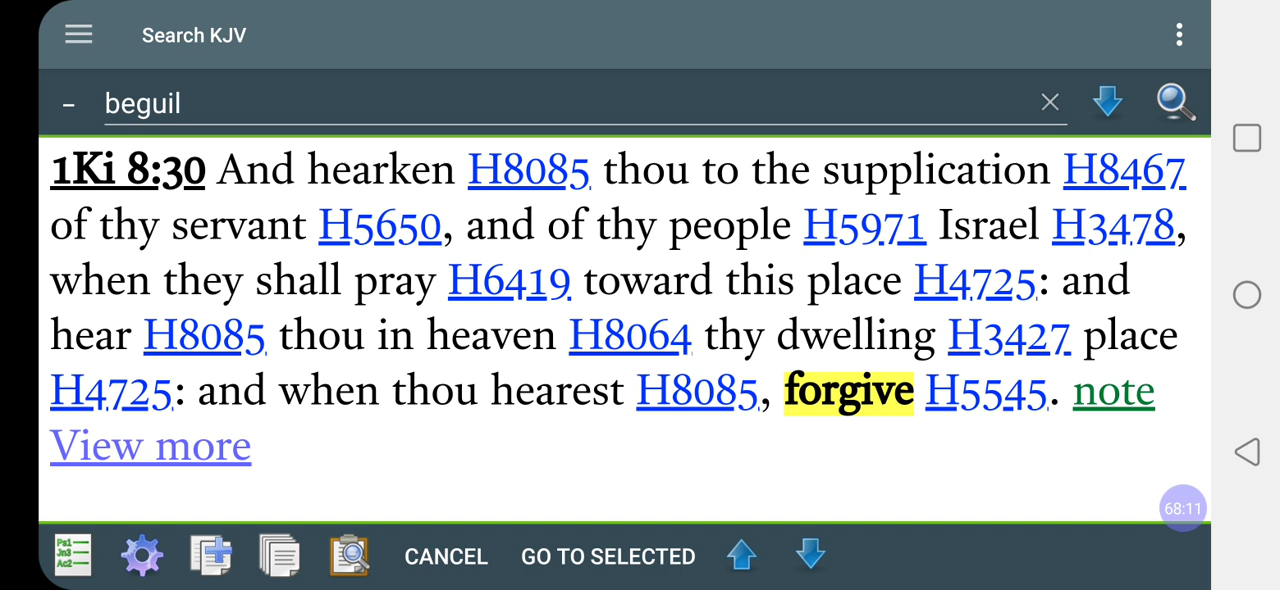 Search KJV
– beguil
1Ki 8:30 And hearken H8085 thou to the supplication H8467
of thy servant H5650, and of thy people H5971 Israel H3478,
when they shall pray H6419 toward this place H4725: and
hear H8085 thou in heaven H8064 thy dwelling H3427 place
H4725: and when thou hearest H8085, forgive H5545. note
View more
68:11
Ps1
Jn3
Ac2
CANCEL GO TO SELECTED